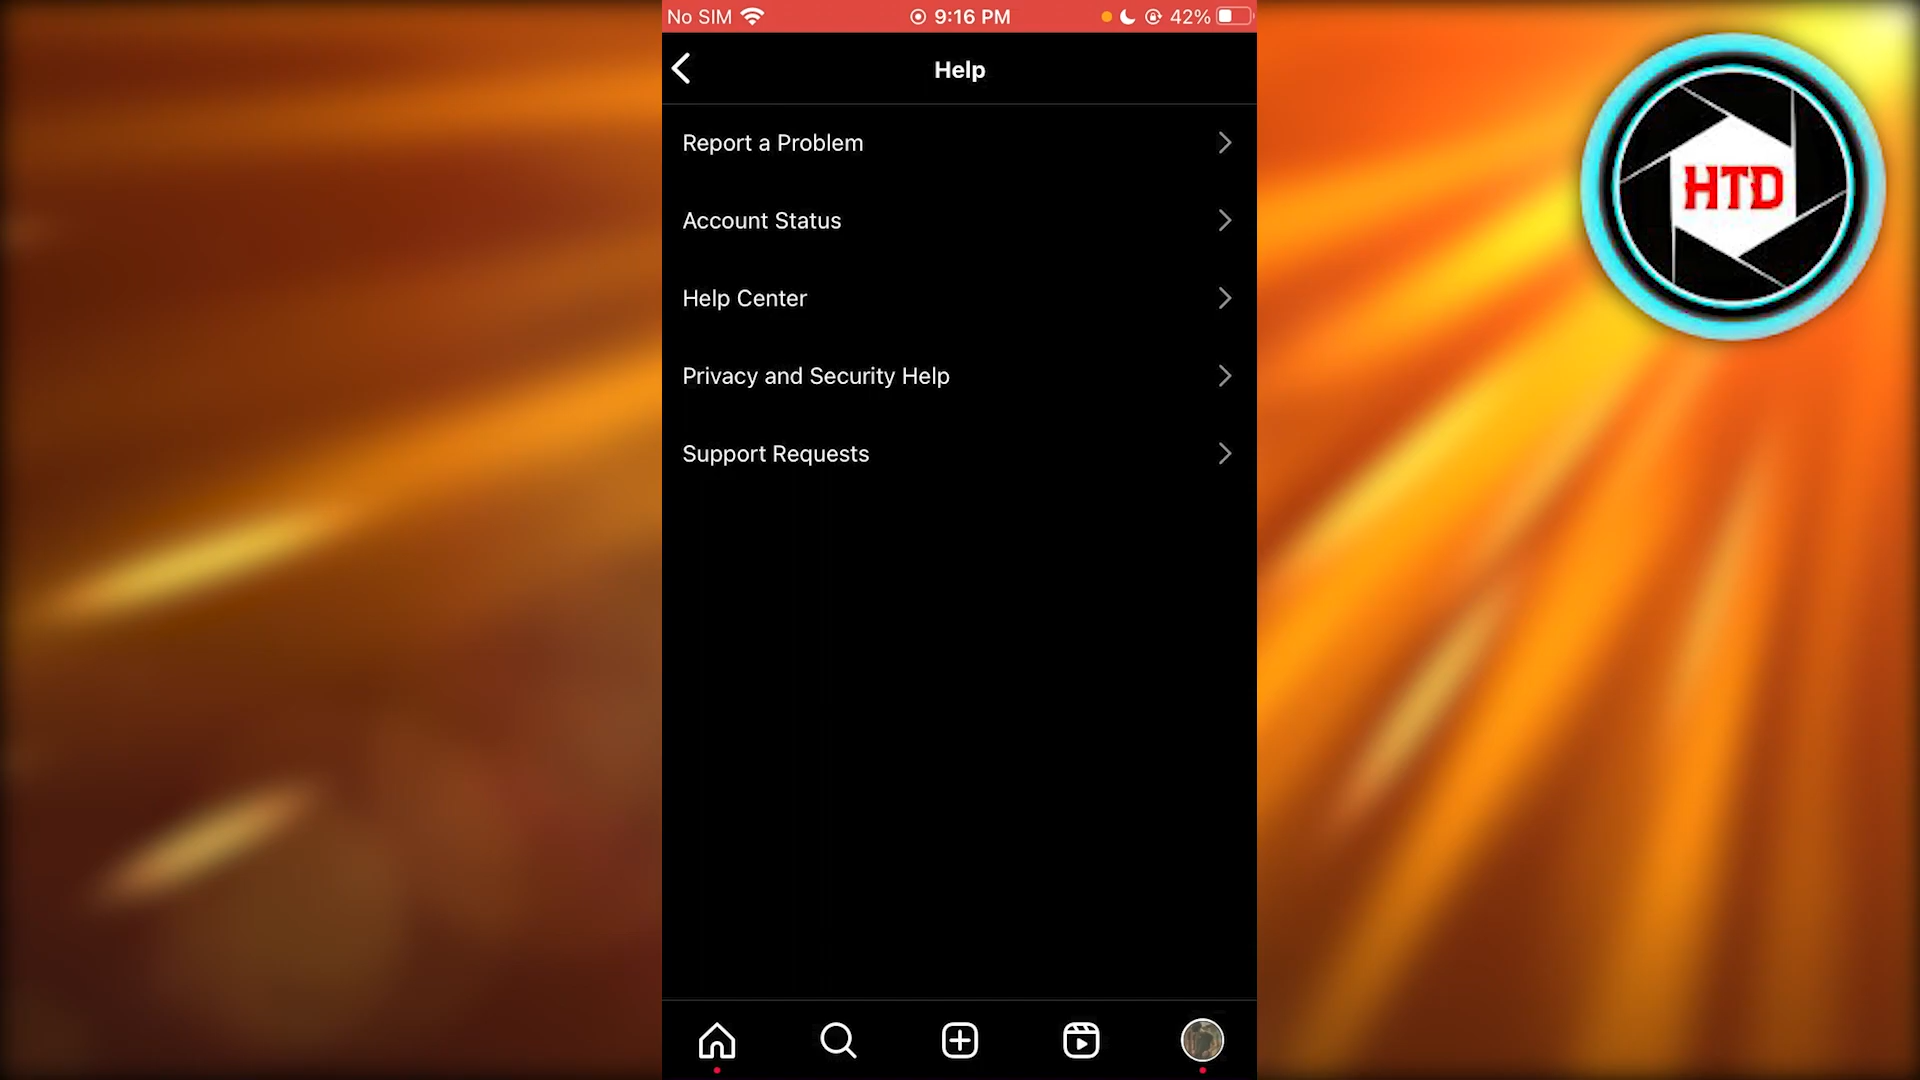 No SIM 9:16 PM 42%
Help
HTD
Report a Problem
Account Status
Help Center
Privacy and Security Help
Support Requests